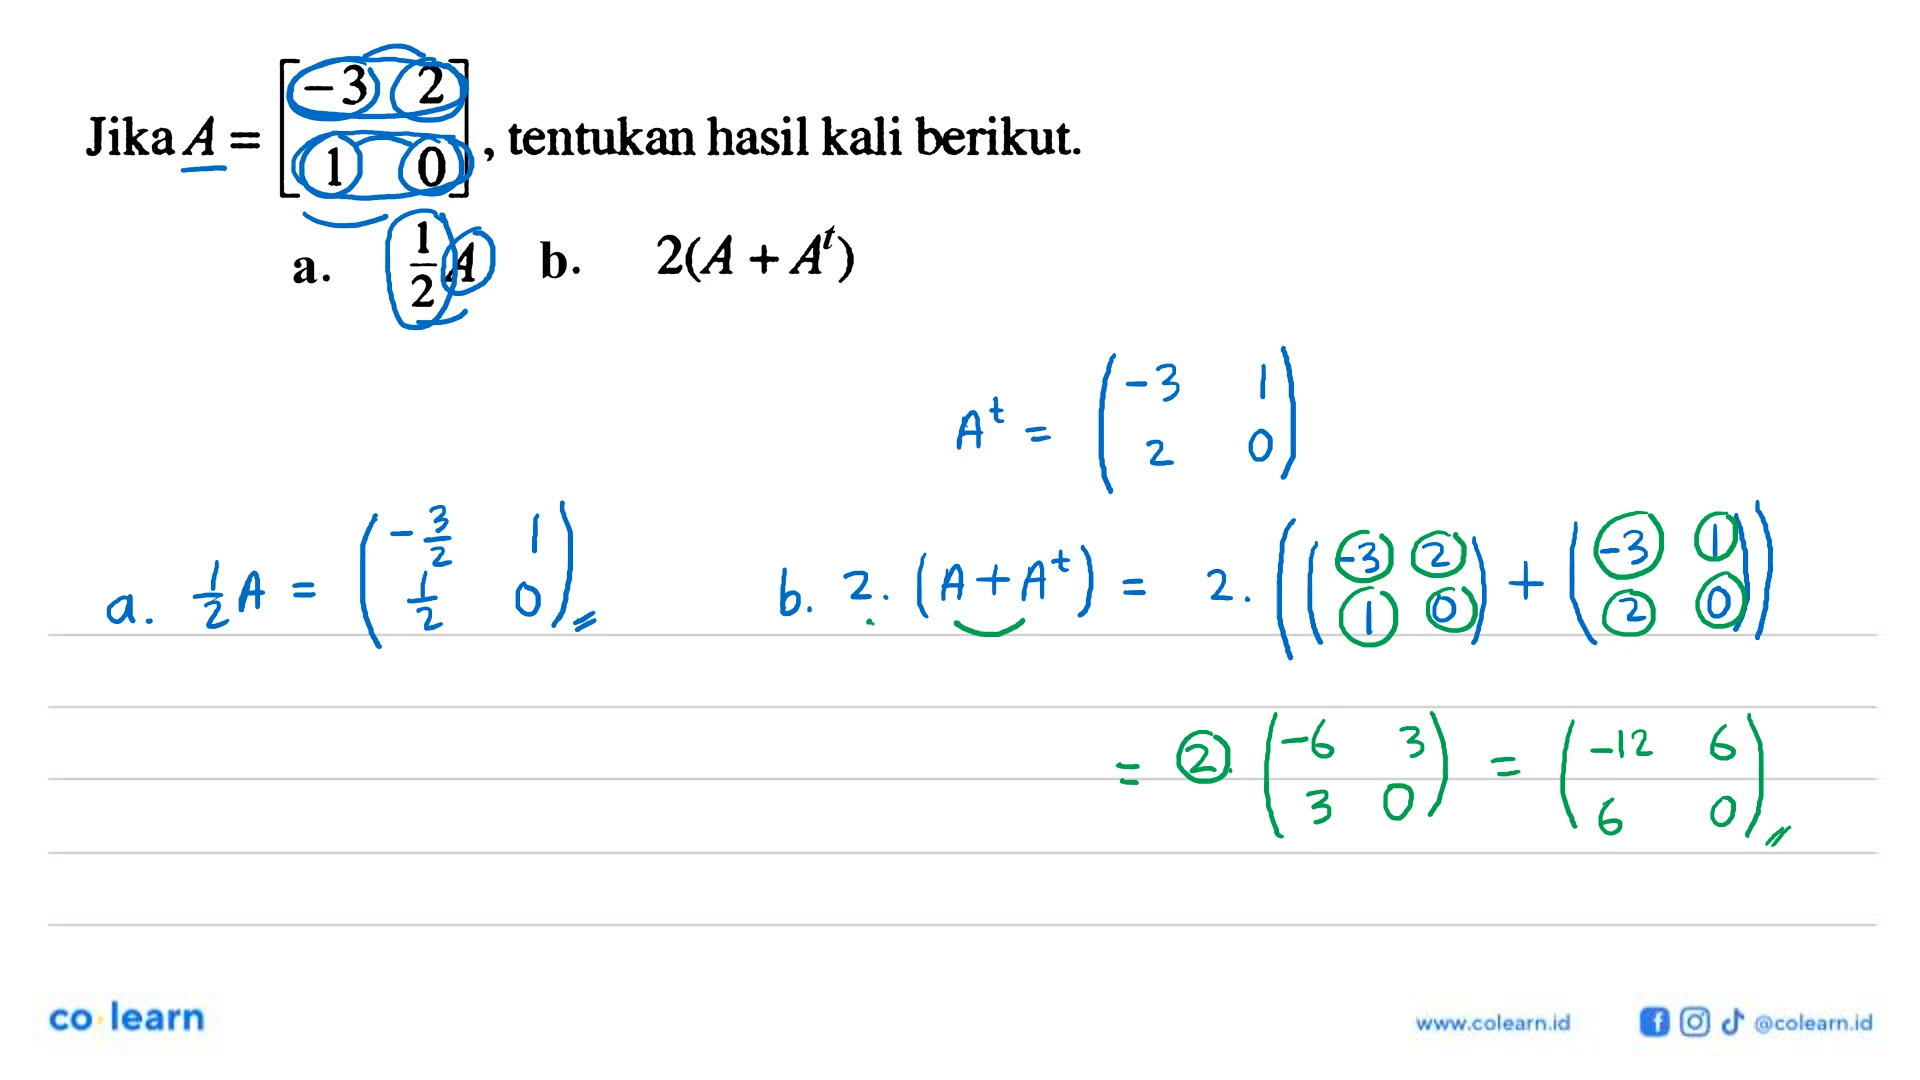 Jika A = [-3 2
1 0], tentukan hasil kali berikut.
a. 1/2 A b. 2(A + A^t)
A^t = (-3 1
2 0)
a. 1/2 A = (-3/2 1
1/2 0)
b. 2. (A + A^t) = 2. ((-3 2
1 0) + (-3 1
2 0))
= 2. (-6 3
3 0) = (-12 6
6 0)
co learn
www.colearn.id @colearn.id